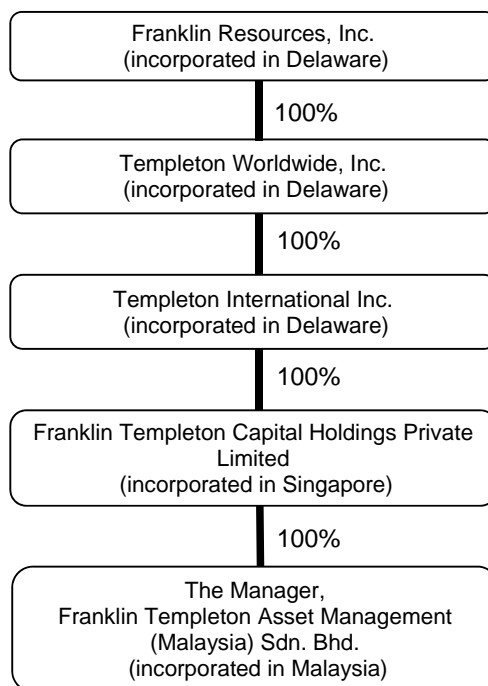 Franklin Resources, Inc.
(incorporated in Delaware)
100%
Templeton Worldwide, Inc.
(incorporated in Delaware)
100%
Templeton International Inc.
(incorporated in Delaware)
100%
Franklin Templeton Capital Holdings Private
Limited
(incorporated in Singapore)
100%
The Manager,
Franklin Templeton Asset Management
(Malaysia) Sdn. Bhd.
(incorporated in Malaysia)